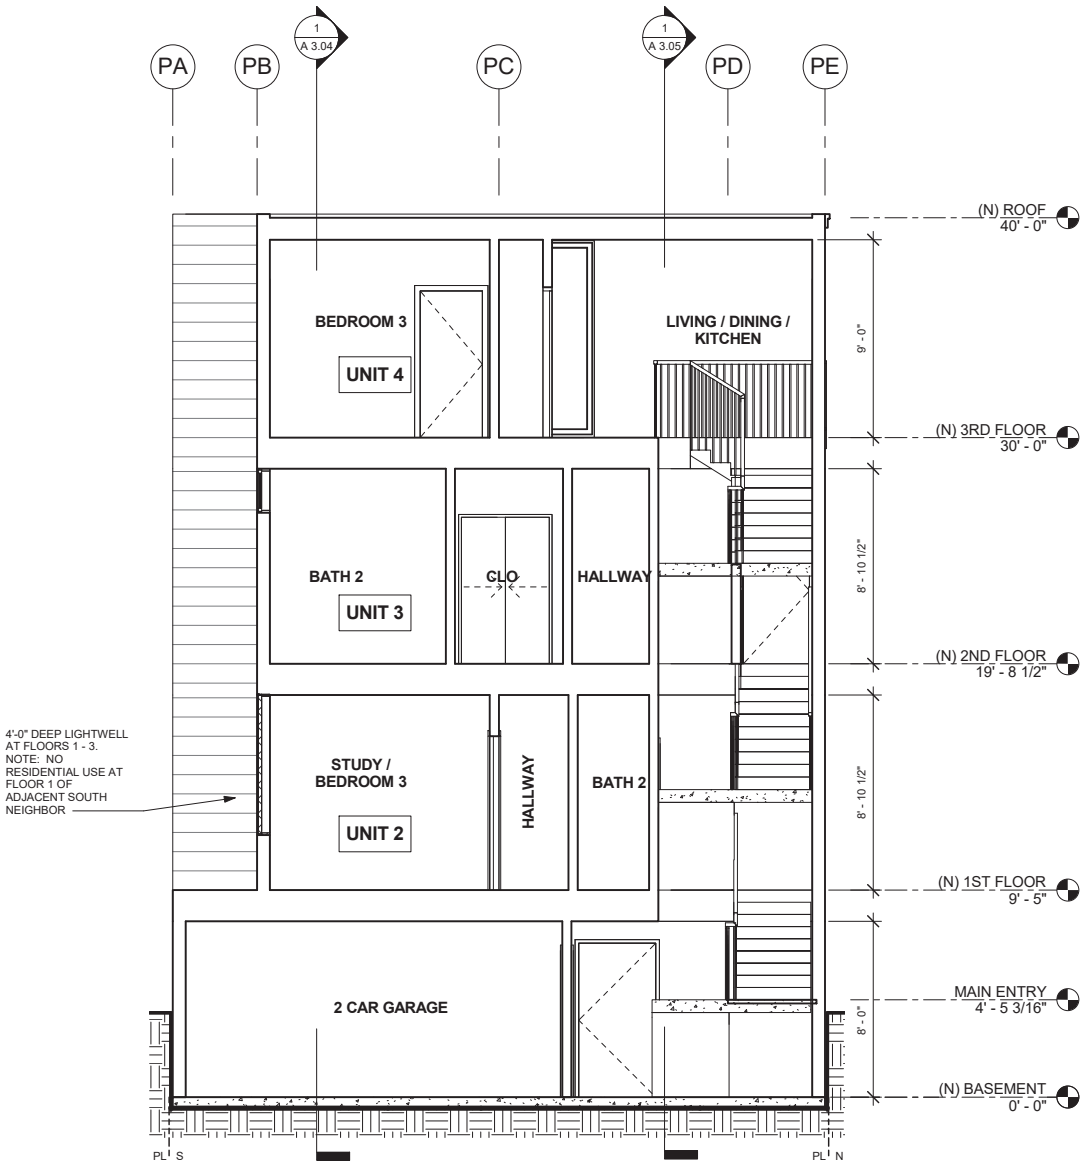 1
A 3.04
1
A 3.05
PA
PB
PC
PD
PE
(N) ROOF
40' - 0"
BEDROOM 3
UNIT 4
LIVING / DINING /
KITCHEN
9' - 0"
(N) 3RD FLOOR
30' - 0"
BATH 2
UNIT 3
CLO
HALLWAY
8' - 10 1/2"
(N) 2ND FLOOR
19' - 8 1/2"
4'-0" DEEP LIGHTWELL
AT FLOORS 1 - 3.
NOTE: NO
RESIDENTIAL USE AT
FLOOR 1 OF
ADJACENT SOUTH
NEIGHBOR
STUDY /
BEDROOM 3
UNIT 2
HALLWAY
BATH 2
8' - 10 1/2"
(N) 1ST FLOOR
9' - 5"
2 CAR GARAGE
MAIN ENTRY
4' - 5 3/16"
8' - 0"
(N) BASEMENT
0' - 0"
PL S
PL N